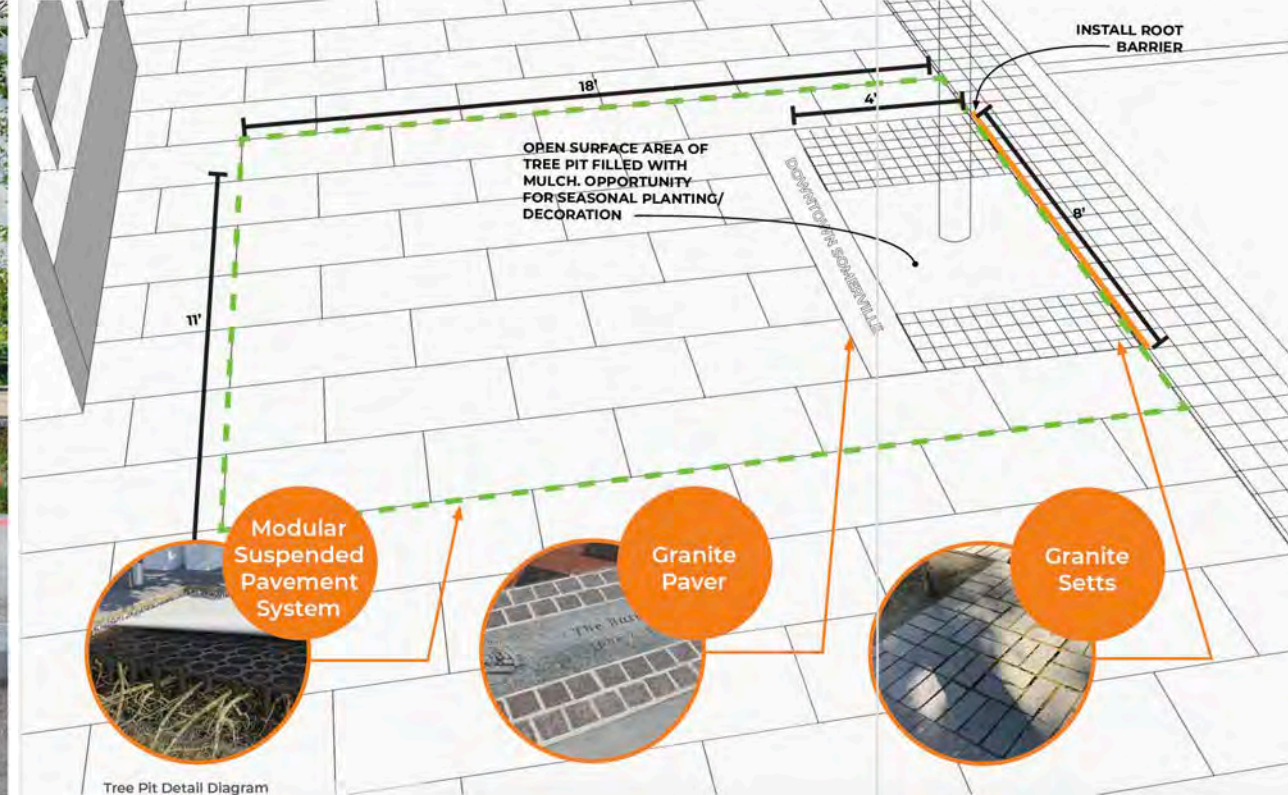 INSTALL ROOT
BARRIER
18'
4'
OPEN SURFACE AREA OF
TREE PIT FILLED WITH
MULCH. OPPORTUNITY
FOR SEASONAL PLANTING/
DECORATION
DOWNTOWN SOMERVILLE
8'
11'
Modular
Suspended
Pavement
System
Granite
Paver
The
Granite
Setts
Tree Pit Detail Diagram